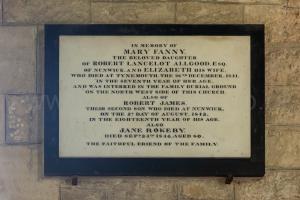 IN MEMORY OF
MARY FANNY,
THE BELOVED DAUGHTER
OF ROBERT LANCELOT ALLGOOD, ESQ.
OF NUNWICK, AND ELIZABETH HIS WIFE,
WHO DIED AT TYNEMOUTH THE DECEMBER, 1841,
IN THE SEVENTH YEAR OF HER AGE,
AND WAS INTERRED IN THE FAMILY BURIAL GROUND
ON THE NORTH WEST SIDE OF THIS CHURCH.
ALSO OF
ROBERT JAMES,
THEIR SECOND SON WHO DIED AT NUNWICK,
ON THE OF AUGUST, 1842,
IN THE EIGHTEENTH YEAR OF HIS AGE.
ALSO
JANE ROKEBY,
DIED AGED 80.
THE FAITHFUL FRIEND OF THE FAMILY.